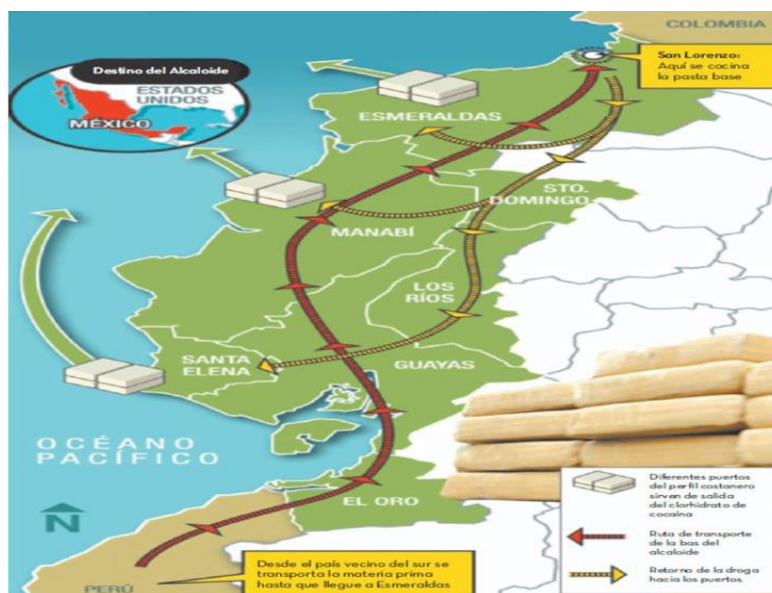 COLOMBIA
Destino del Alcaloide
ESTADOS
UNIDOS
MÉXICO
San Lorenzo:
Aquí se cocina
la pasta base
ESMERALDAS
STO.
DOMINGO
MANABÍ
LOS
RÍOS
SANTA
ELENA
GUAYAS
OCÉANO
PACÍFICO
N
EL ORO
PERÚ
Desde el país vecino del sur se
transporta la materia prima
hasta que llegue a Esmeraldas
Diferentes puertos
del perfil costanero
sirven de salida
del clorhidrato de
cocaína
Ruta de transporte
de la bas del
alcaloide
Retorno de la droga
hacia los puertos